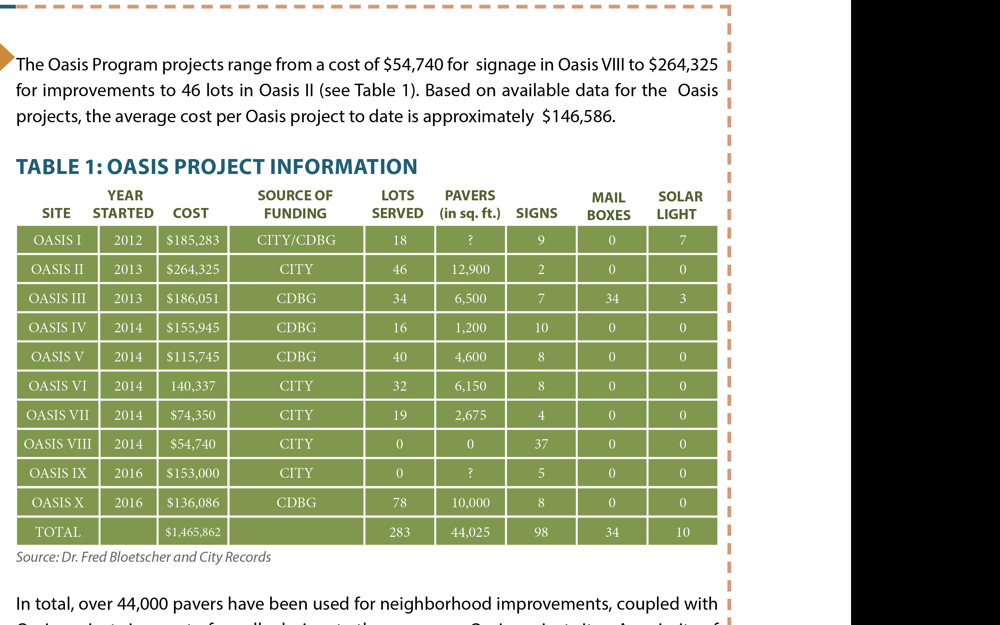 The Oasis Program projects range from a cost of $54,740 for signage in Oasis VIII to $264,325
for improvements to 46 lots in Oasis II (see Table 1). Based on available data for the Oasis
projects, the average cost per Oasis project to date is approximately $146,586.
TABLE 1: OASIS PROJECT INFORMATION
SITE YEAR STARTED COST SOURCE OF FUNDING LOTS SERVED PAVERS (in sq. ft.) SIGNS MAIL BOXES SOLAR LIGHT
OASIS I 2012 $185,283 CITY/CDBG 18 ? 9 0 7
OASIS II 2013 $264,325 CITY 46 12,900 2 0 0
OASIS III 2013 $186,051 CDBG 34 6,500 7 34 3
OASIS IV 2014 $155,945 CDBG 16 1,200 10 0 0
OASIS V 2014 $115,745 CDBG 40 4,600 8 0 0
OASIS VI 2014 140,337 CITY 32 6,150 8 0 0
OASIS VII 2014 $74,350 CITY 19 2,675 4 0 0
OASIS VIII 2014 $54,740 CITY 0 0 37 0 0
OASIS IX 2016 $153,000 CITY 0 ? 5 0 0
OASIS X 2016 $136,086 CDBG 78 10,000 8 0 0
TOTAL $1,465,862 283 44,025 98 34 10
Source: Dr. Fred Bloetscher and City Records
In total, over 44,000 pavers have been used for neighborhood improvements, coupled with